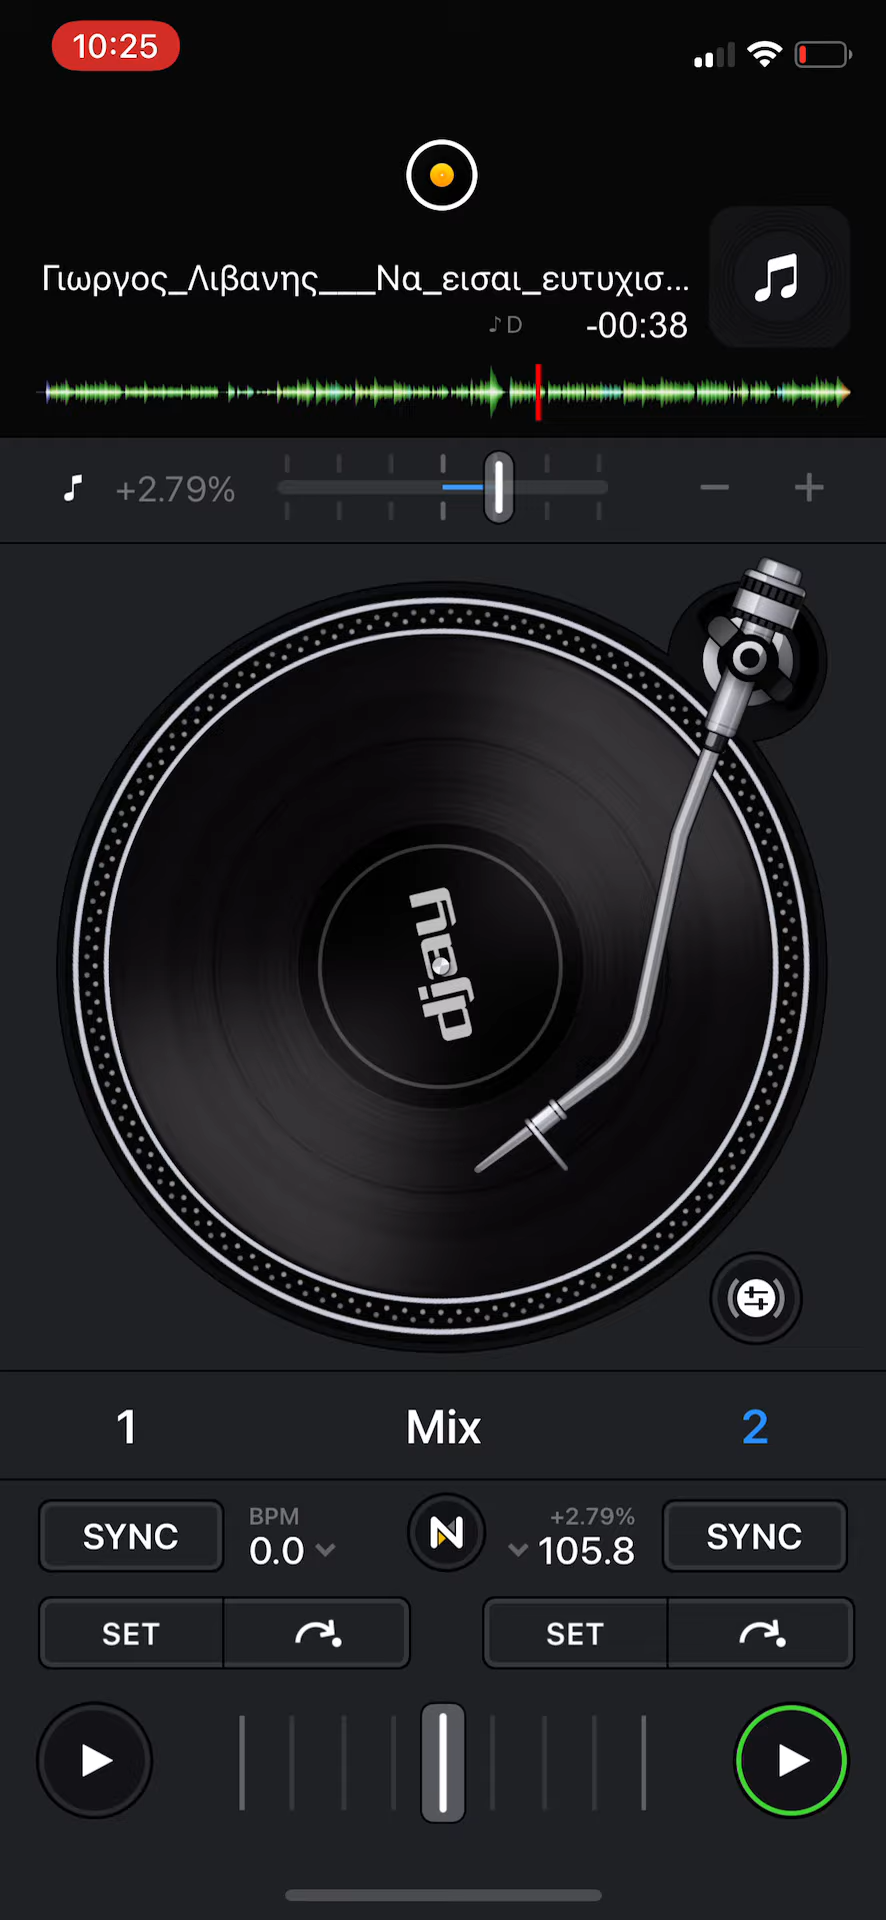 10:25
Γιωργος_Λιβανης___Να_εισαι_ευτυχισ...
♪D -00:38
+2.79%
djay
1 Mix 2
SYNC BPM 0.0 N +2.79% 105.8 SYNC
SET SET